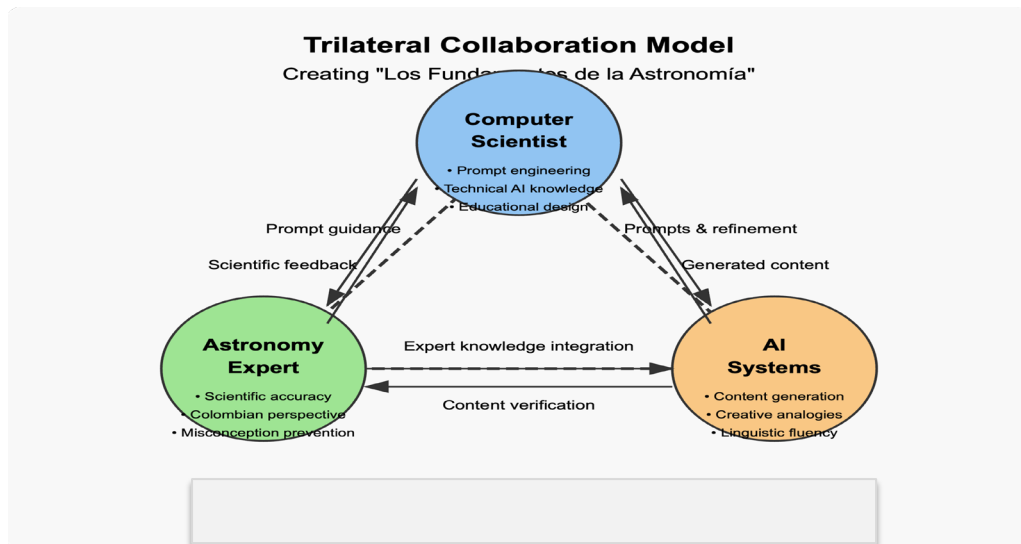 Trilateral Collaboration Model
Creating "Los Fundamentos de la Astronomía"
Computer
Scientist
• Prompt engineering
• Technical AI knowledge
• Educational design
Prompt guidance
Prompts & refinement
Scientific feedback
Generated content
Astronomy
Expert
• Scientific accuracy
• Colombian perspective
• Misconception prevention
Expert knowledge integration
Content verification
AI
Systems
• Content generation
• Creative analogies
• Linguistic fluency